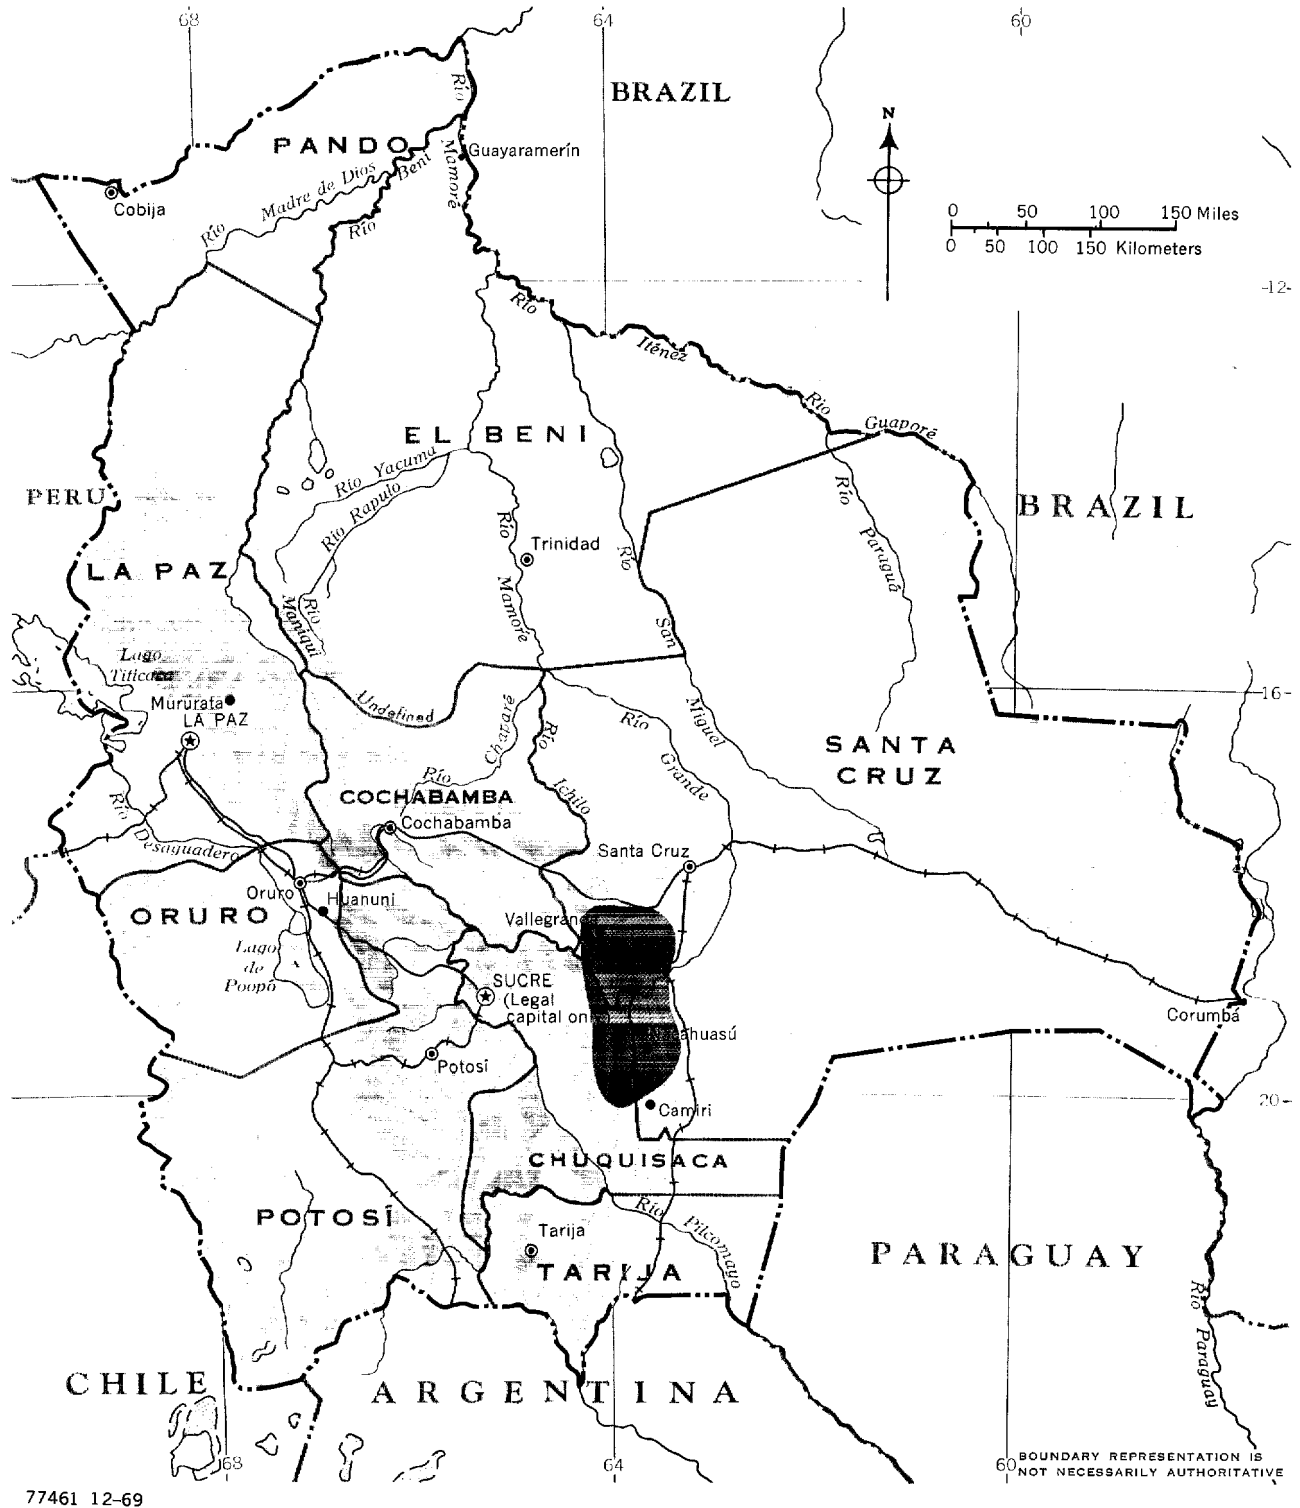 68
64
60
BRAZIL
N
PANDO
Río
Mamoré
Guayaramerín
Beni
Madre de Dios
Río
Río
Cobija
0 50 100 150 Miles
0 50 100 150 Kilometers
12
Río
Iténez
Río
Guaporé
EL BENI
Río Yacuma
Río Rapulo
PERU
BRAZIL
Río
Paraguá
Río
Mamore
Trinidad
Río
San
Miguel
LA PAZ
Río
Maniqui
Lago
Titicaca
Mururata
LA PAZ
16
Undefined
Río
Chaparé
Río
Ichilo
Río
Grande
SANTA
CRUZ
COCHABAMBA
Cochabamba
Río
Desaguadero
Santa Cruz
Oruro
Huanuni
ORURO
Vallegrande
Lago
de
Poopó
SUCRE
(Legal
capital on
Corumbá
Potosí
Camiri
20
CHUQUISACA
Río
Pilcomayo
POTOSÍ
Tarija
TARIJA
PARAGUAY
Río
Paraguay
CHILE
ARGENTINA
68
64
60
BOUNDARY REPRESENTATION IS
NOT NECESSARILY AUTHORITATIVE
77461 12-69